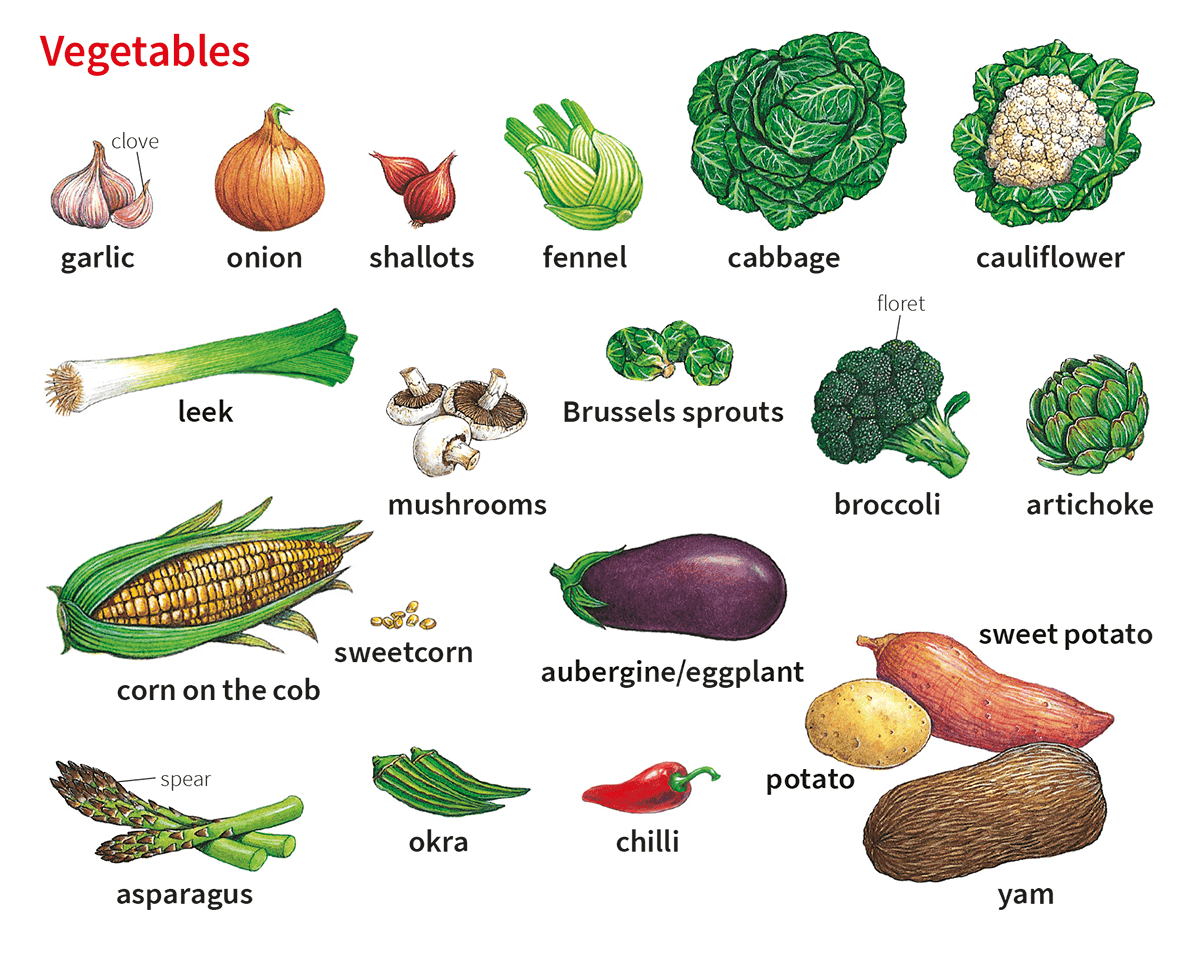 Vegetables
clove
garlic
onion
shallots
fennel
cabbage
cauliflower
floret
leek
Brussels sprouts
mushrooms
broccoli
artichoke
sweetcorn
corn on the cob
aubergine/eggplant
sweet potato
potato
spear
okra
chilli
asparagus
yam